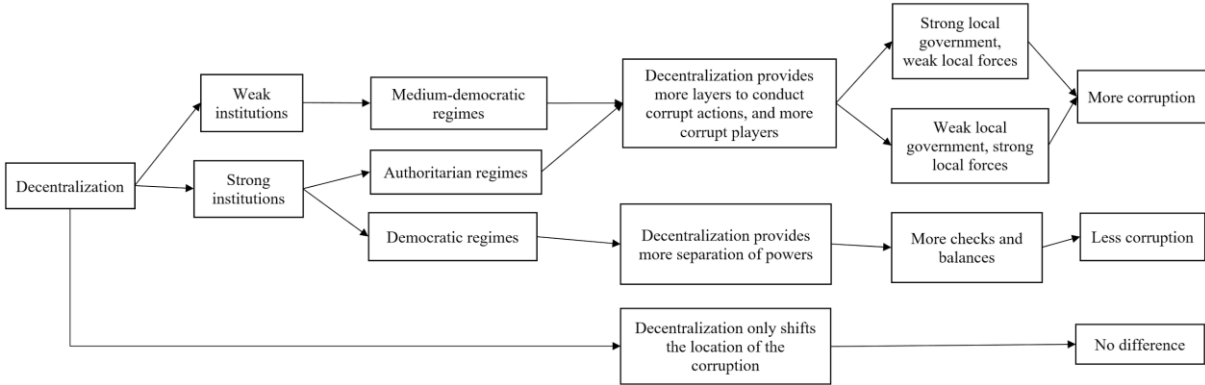 Decentralization
Weak
institutions
Strong
institutions
Medium-democratic
regimes
Authoritarian regimes
Democratic regimes
Decentralization provides
more layers to conduct
corrupt actions, and more
corrupt players
Decentralization provides
more separation of powers
Decentralization only shifts
the location of the
corruption
Strong local
government,
weak local forces
Weak local
government, strong
local forces
More checks and
balances
More corruption
Less corruption
No difference